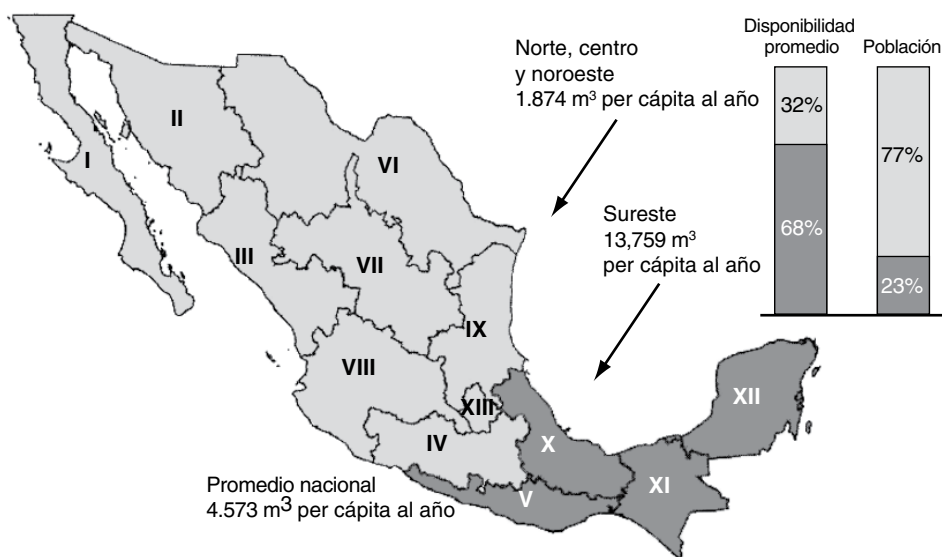 Norte, centro
y noroeste
1.874 m³ per cápita al año
Disponibilidad
promedio
Población
32%
77%
68%
23%
Sureste
13,759 m³
per cápita al año
I
II
VI
III
VII
IX
VIII
XIII
XII
IV
X
XI
V
Promedio nacional
4.573 m³ per cápita al año